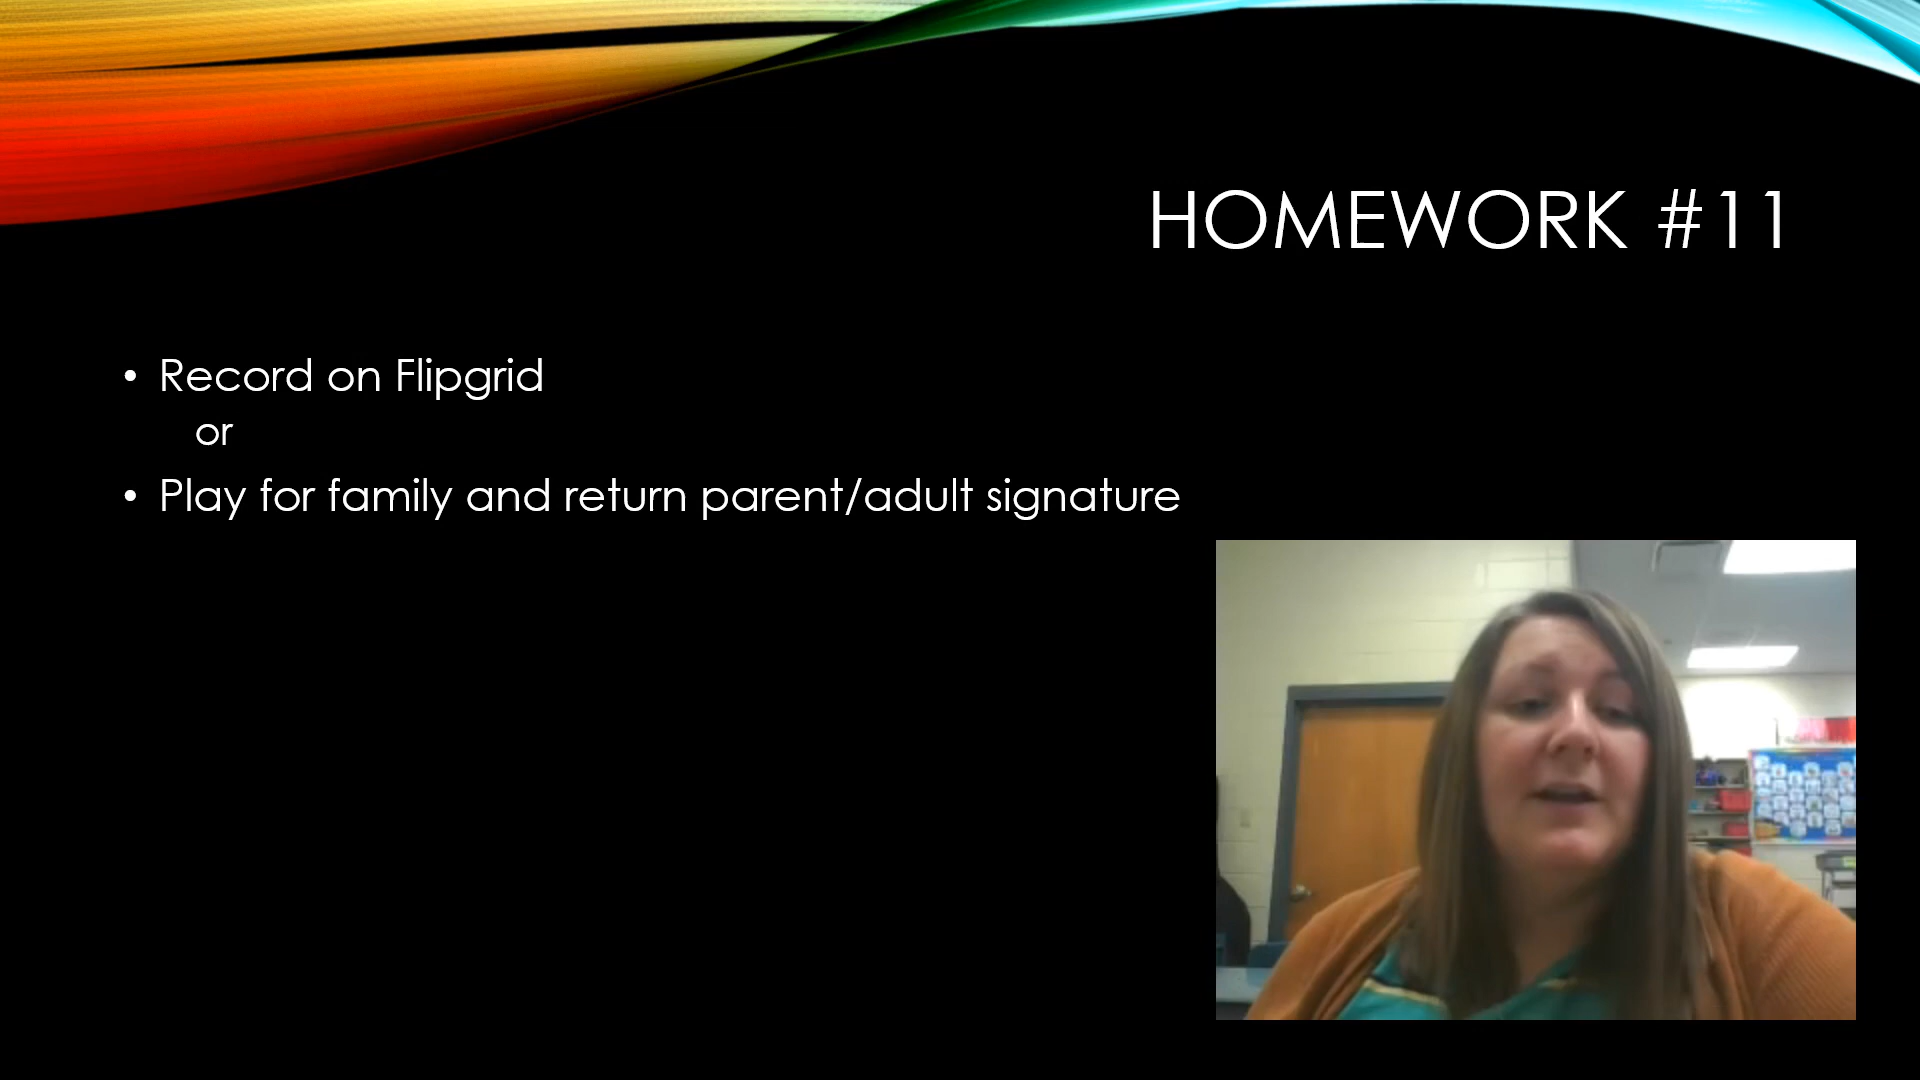 HOMEWORK #11
• Record on Flipgrid
or
• Play for family and return parent/adult signature